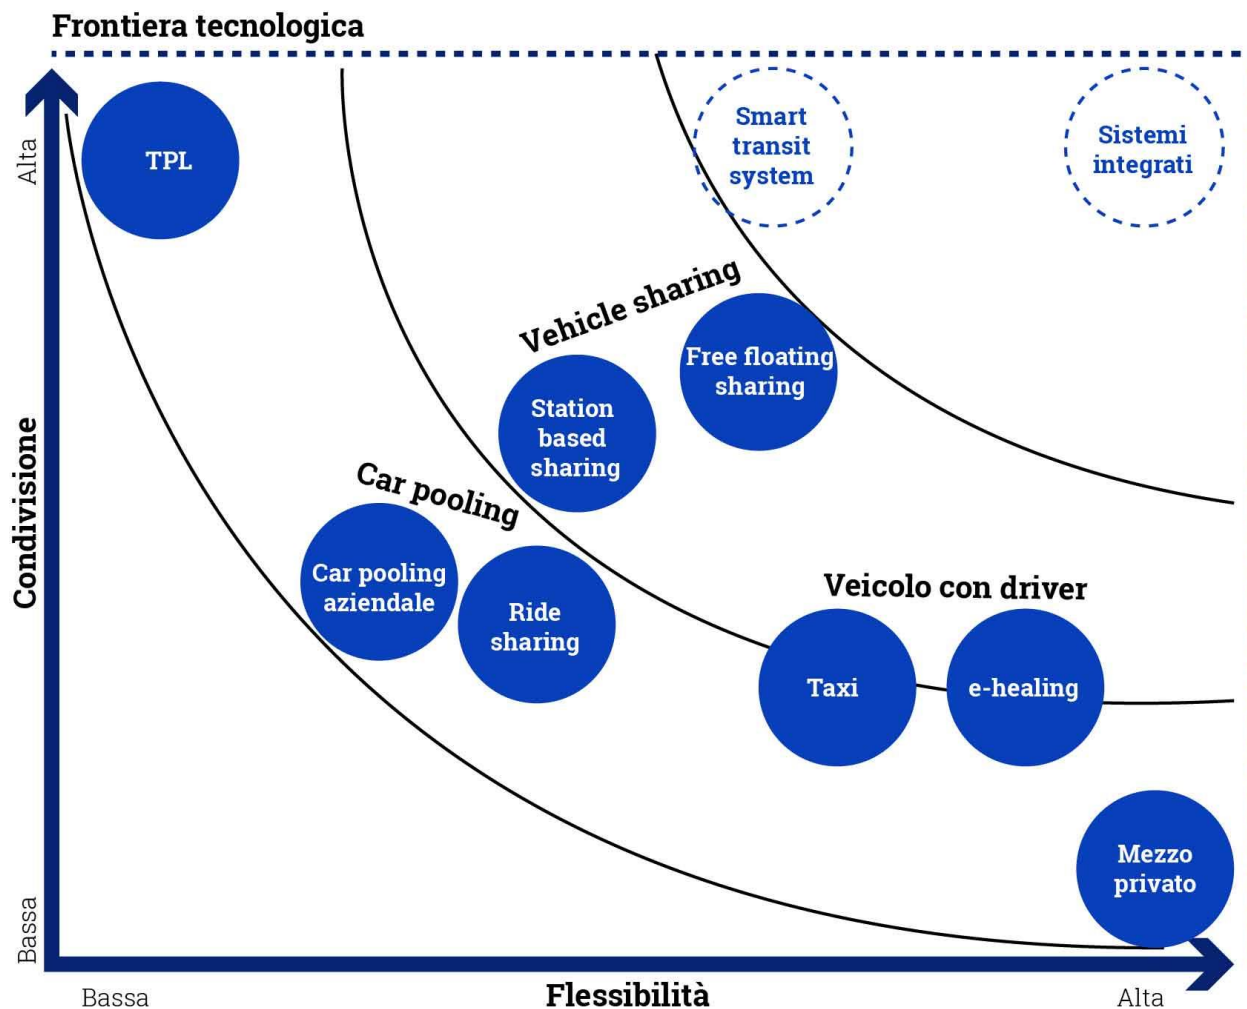 Frontiera tecnologica
Alta
TPL
Smart
transit
system
Sistemi
integrati
Vehicle sharing
Free floating
sharing
Station
based
sharing
Condivisione
Car pooling
Car pooling
aziendale
Ride
sharing
Veicolo con driver
Taxi
e-healing
Mezzo
privato
Bassa
Bassa
Flessibilità
Alta